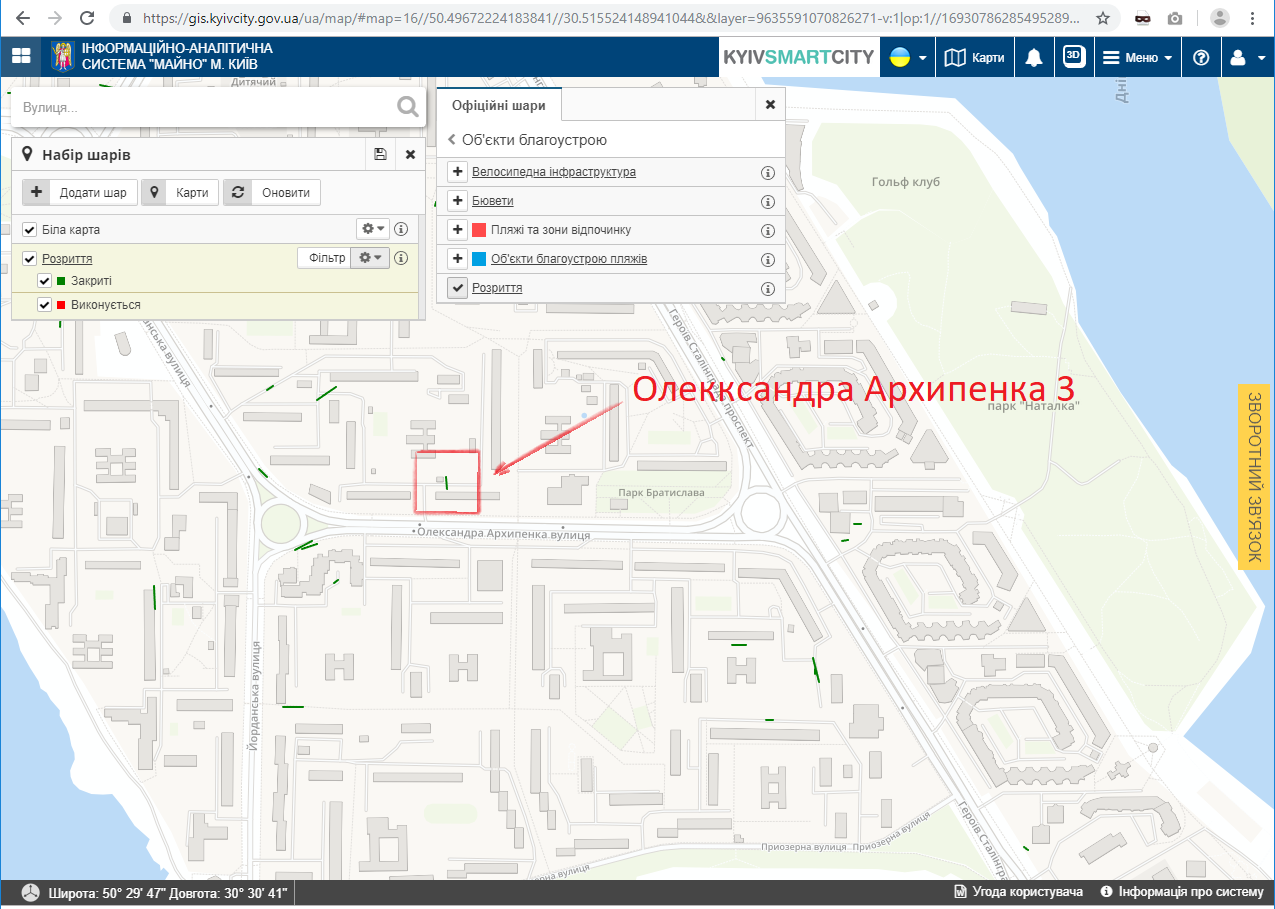 https://gis.kyivcity.gov.ua/ua/map/#map=16//50.49672224183841//30.515524148941044&&layer=9635591070826271-v:1|op:1//16930786285495289...
ІНФОРМАЦІЙНО-АНАЛІТИЧНА
СИСТЕМА "МАЙНО" М. КИЇВ
KYIVSMARTCITY
Карти
3D
Меню
Дитячий
Дні
Вулиця...
Офіційні шари
Об'єкти благоустрою
Набір шарів
Додати шар
Карти
Оновити
Біла карта
Розриття
Фільтр
Закриті
Виконується
Велосипедна інфраструктура
Бювети
Пляжі та зони відпочинку
Об'єкти благоустрою пляжів
Розриття
Гольф клуб
нська вулиця
Героїв Сталінграда проспект
Олекксандра Архипенка 3
парк "Наталка"
ЗВОРОТНИЙ ЗВ'ЯЗОК
Парк Братислава
Олександра Архипенка вулиця
Йорданська вулиця
Героїв Сталінгр
Приозерна вулиця
Приозерна вулиця
Широта: 50° 29' 47" Довгота: 30° 30' 41"
Угода користувача
Інформація про систему